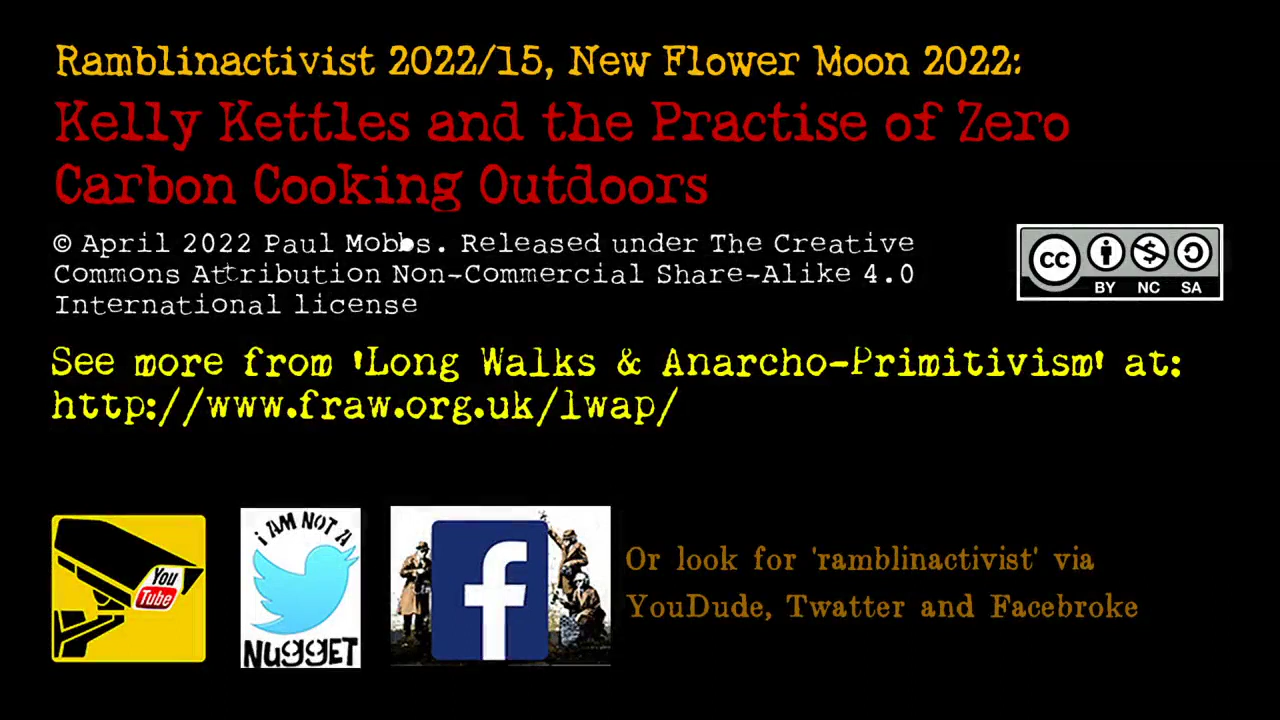 Ramblinactivist 2022/15, New Flower Moon 2022:
Kelly Kettles and the Practise of Zero
Carbon Cooking Outdoors
© April 2022 Paul Mobbs. Released under The Creative
Commons Attribution Non-Commercial Share-Alike 4.0
International license
cc
BY NC SA
See more from 'Long Walks & Anarcho-Primitivism' at:
http://www.fraw.org.uk/lwap/
You
Tube
i AM NOT A
NUggET
f
Or look for 'ramblinactivist' via
YouDude, Twatter and Facebroke